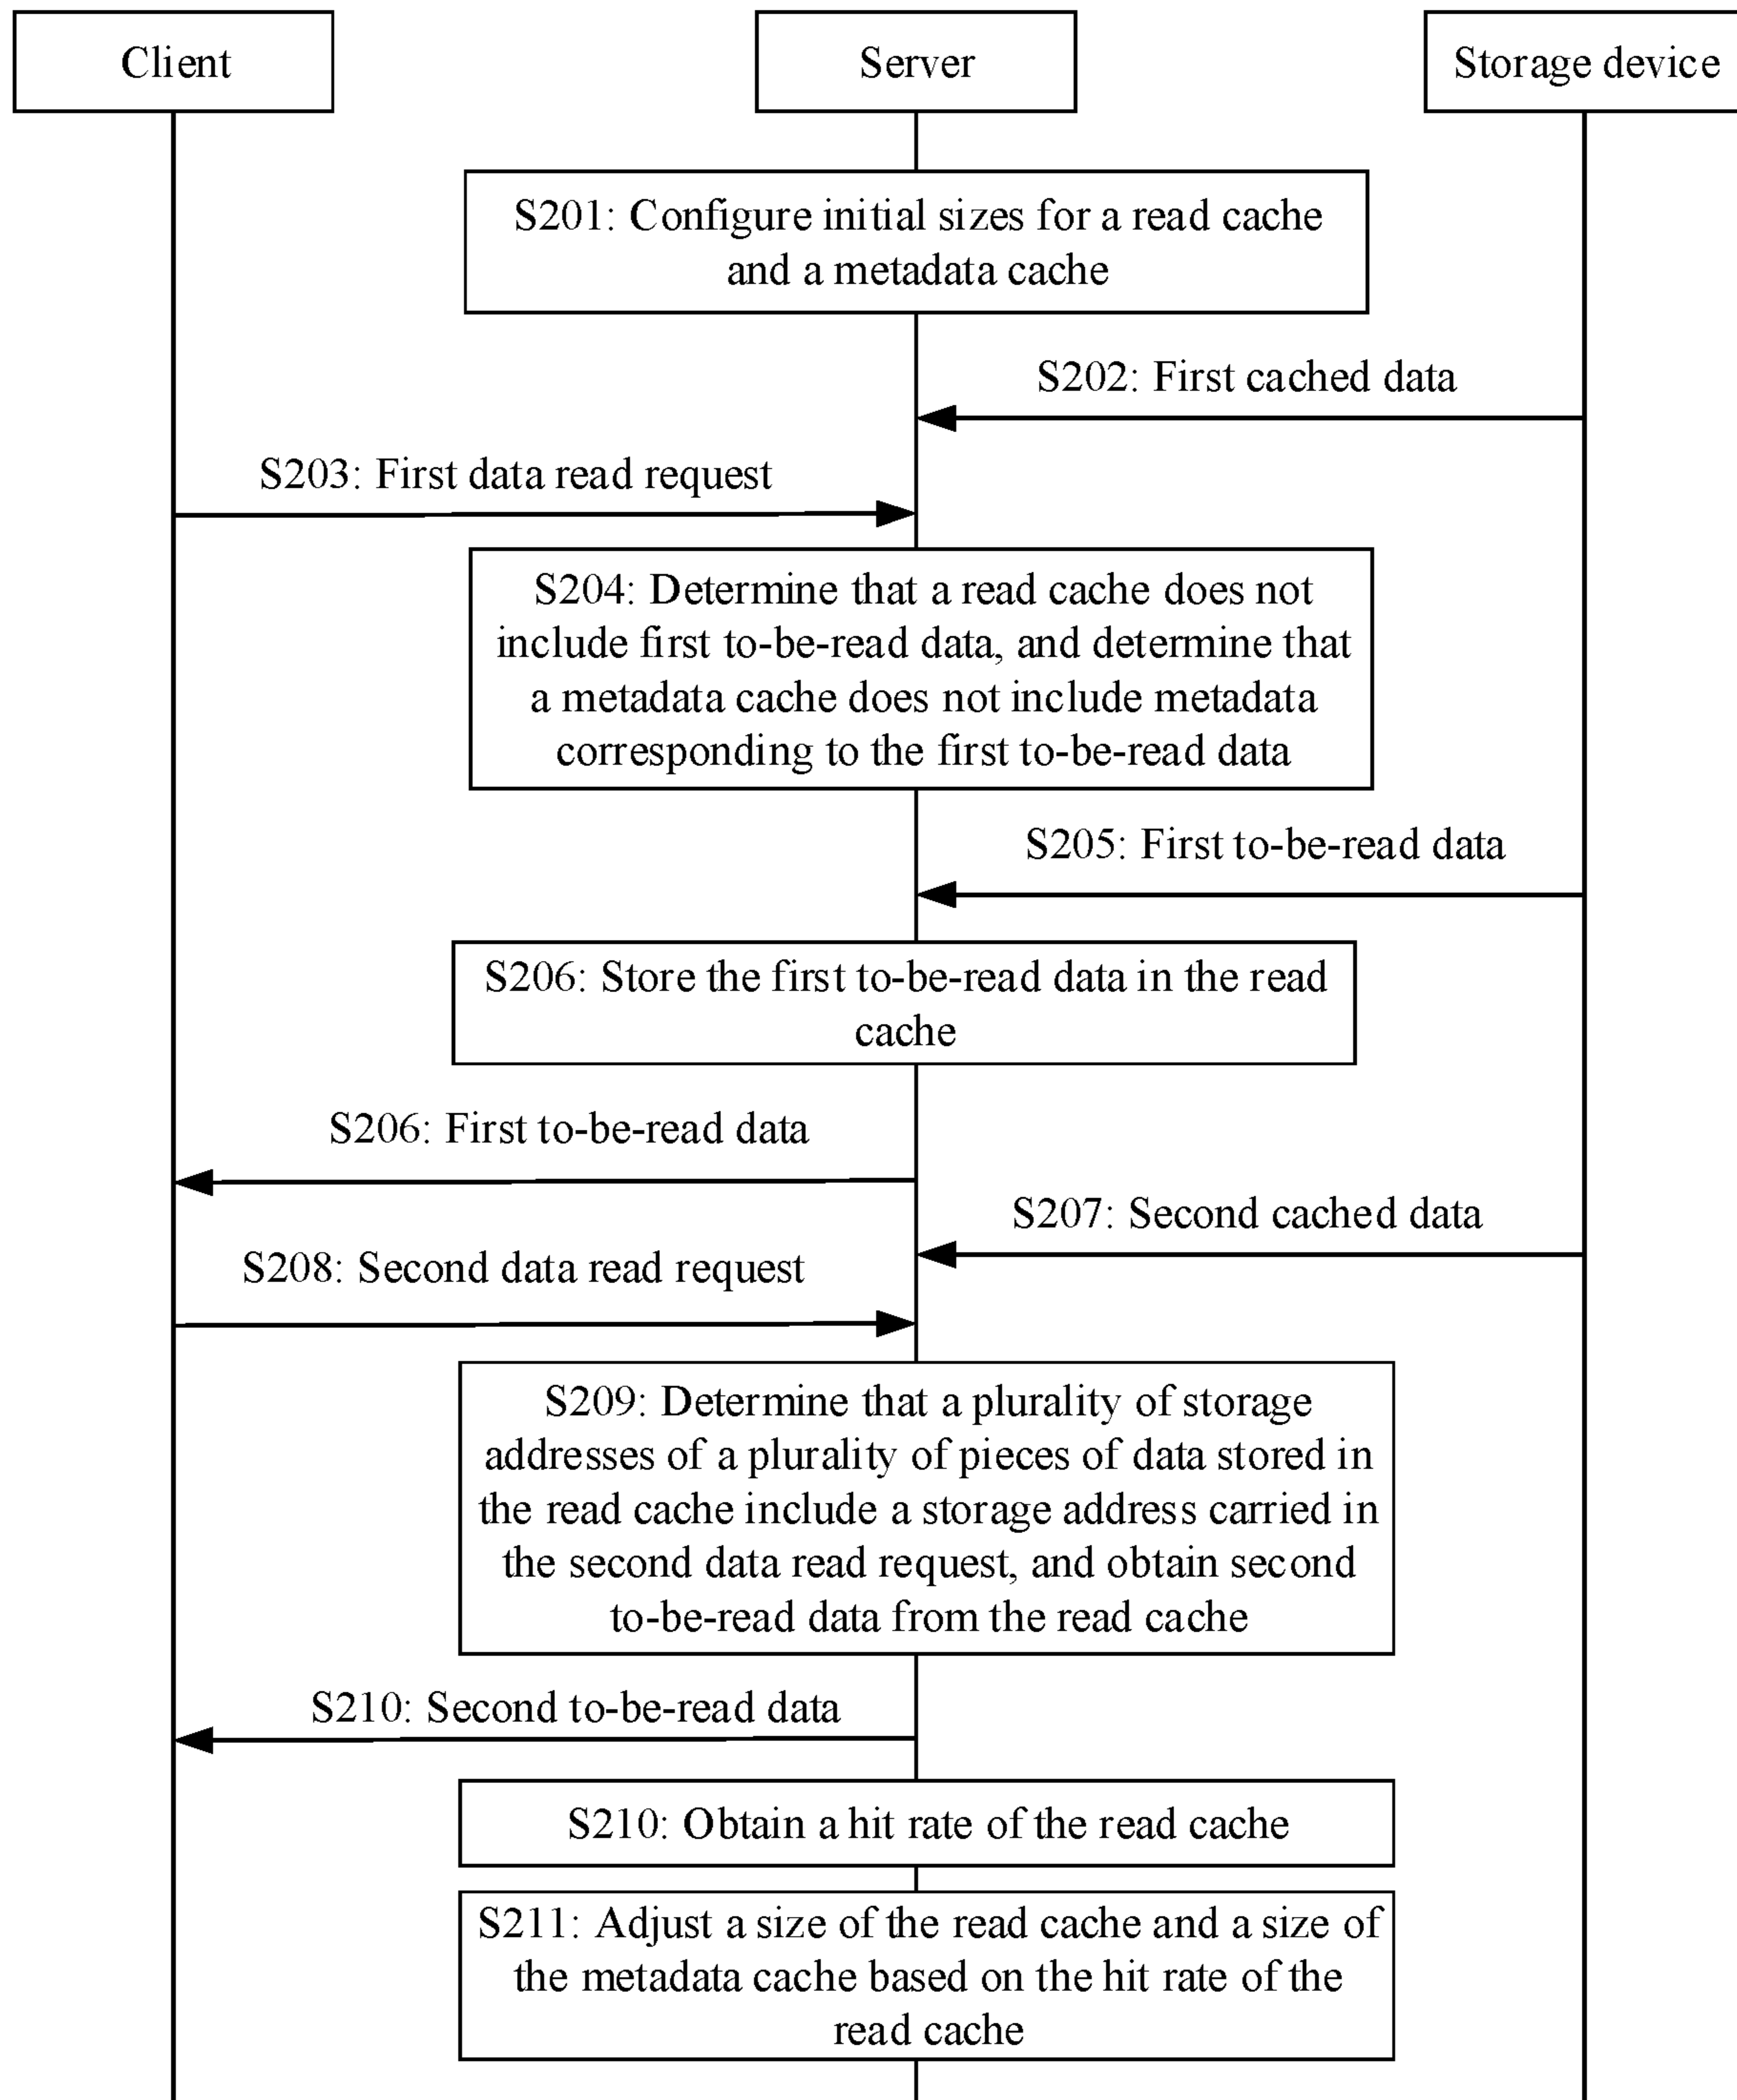 Client
Server
Storage device
S201: Configure initial sizes for a read cache
and a metadata cache
S202: First cached data
S203: First data read request
S204: Determine that a read cache does not
include first to-be-read data, and determine that
a metadata cache does not include metadata
corresponding to the first to-be-read data
S205: First to-be-read data
S206: Store the first to-be-read data in the read
cache
S206: First to-be-read data
S207: Second cached data
S208: Second data read request
S209: Determine that a plurality of storage
addresses of a plurality of pieces of data stored in
the read cache include a storage address carried in
the second data read request, and obtain second
to-be-read data from the read cache
S210: Second to-be-read data
S210: Obtain a hit rate of the read cache
S211: Adjust a size of the read cache and a size of
the metadata cache based on the hit rate of the
read cache